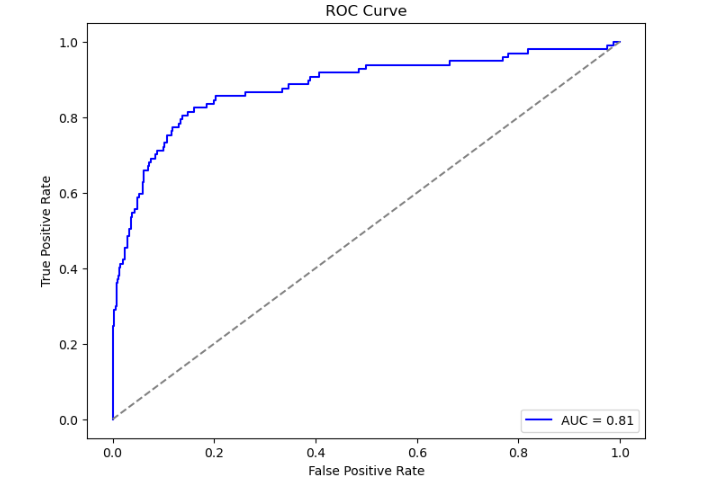 ROC Curve
True Positive Rate
1.0
0.8
0.6
0.4
0.2
0.0
AUC = 0.81
0.0 0.2 0.4 0.6 0.8 1.0
False Positive Rate